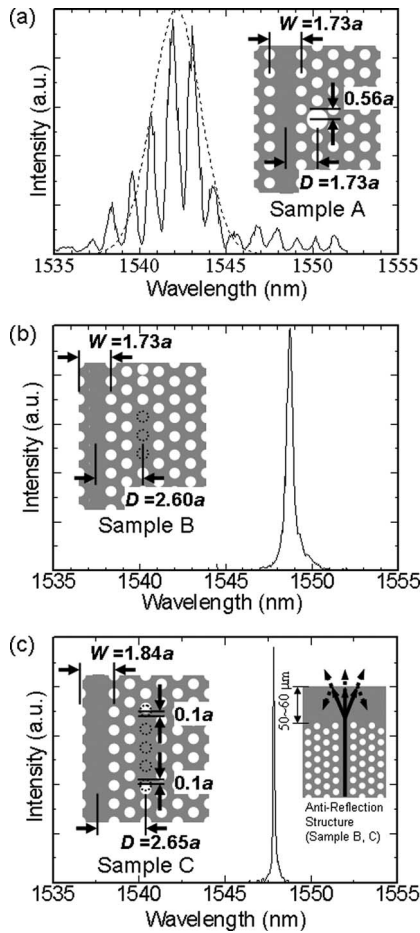 (a)
Intensity (a.u.)
W =1.73a
0.56a
D =1.73a
Sample A
1535 1540 1545 1550 1555
Wavelength (nm)
(b)
Intensity (a.u.)
W =1.73a
D =2.60a
Sample B
1535 1540 1545 1550 1555
Wavelength (nm)
(c)
Intensity (a.u.)
W =1.84a
0.1a
0.1a
D =2.65a
Sample C
50~60 μm
Anti-Reflection
Structure
(Sample B, C)
1535 1540 1545 1550 1555
Wavelength (nm)